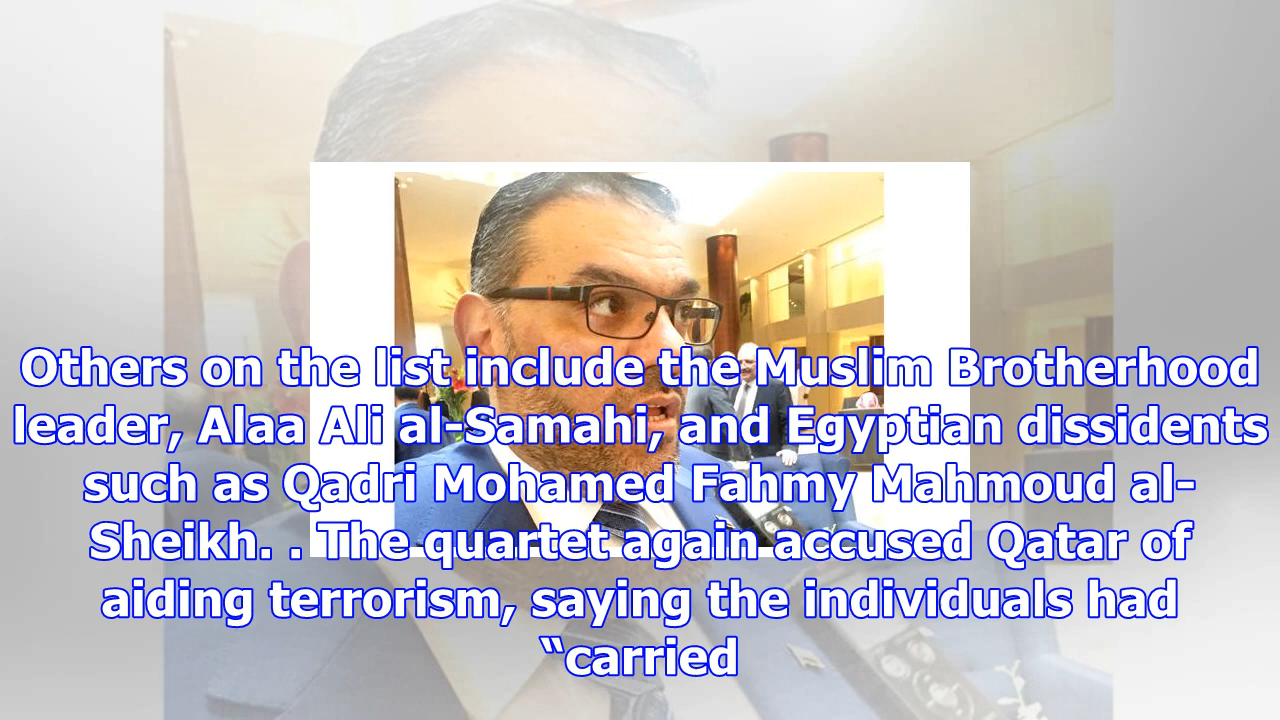 Others on the list include the Muslim Brotherhood
leader, Alaa Ali al-Samahi, and Egyptian dissidents
such as Qadri Mohamed Fahmy Mahmoud al-
Sheikh. . The quartet again accused Qatar of
aiding terrorism, saying the individuals had
“carried